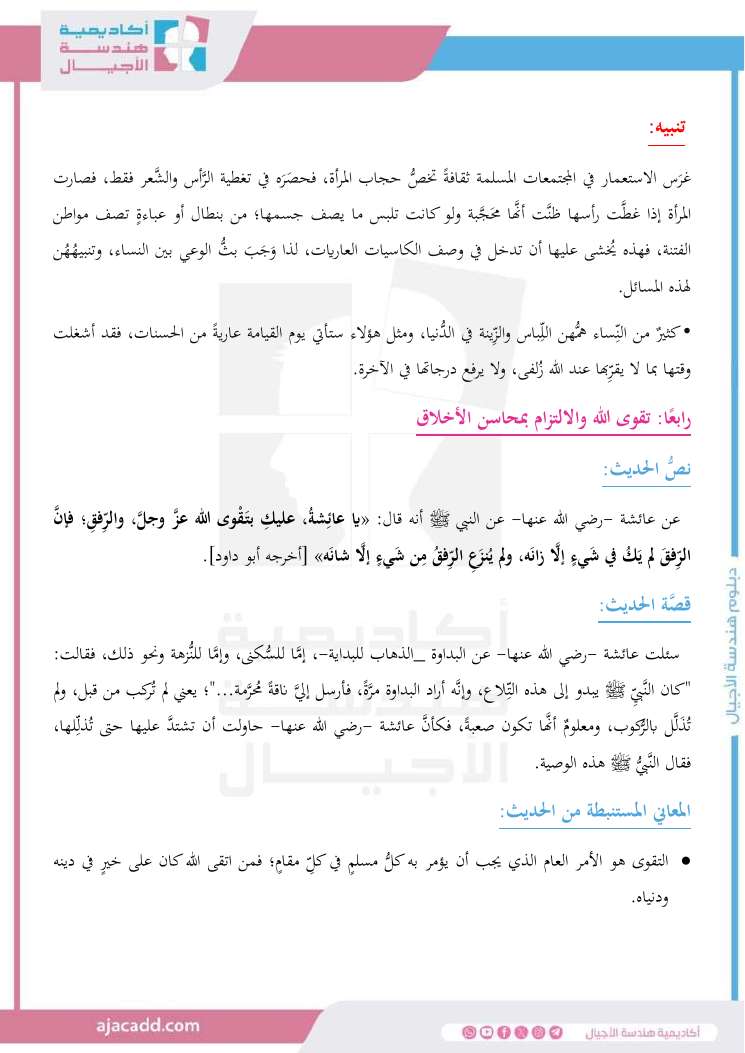 أكاديمية
هندسة
الأجيال
تنبيه:
غرَس الاستعمار في المجتمعات المسلمة ثقافةً تخصُّ حجاب المرأة، فحصَرَه في تغطية الرَّأس والشَّعر فقط، فصارت
المرأة إذا غطَّت رأسها ظنَّت أنَّها محَجَّبة ولو كانت تلبس ما يصف جسمها؛ من بنطال أو عباءةٍ تصف مواطن
الفتنة، فهذه يُخشى عليها أن تدخل في وصف الكاسيات العاريات، لذا وَجَبَ بثُّ الوعي بين النساء، وتنبيهُهُن
لهذه المسائل.
• كثيرٌ من النِّساء همُّهن اللِّباس والزِّينة في الدُّنيا، ومثل هؤلاء ستأتي يوم القيامة عاريةً من الحسنات، فقد أشغلت
وقتها بما لا يقرِّبها عند الله زُلفى، ولا يرفع درجاتها في الآخرة.
رابعًا: تقوى الله والالتزام بمحاسن الأخلاق
نصُّ الحديث:
عن عائشة -رضي الله عنها- عن النبي ﷺ أنه قال: «يا عائِشةُ، عليكِ بتَقْوى الله عزَّ وجلَّ، والرِّفقِ؛ فإنَّ
الرِّفقَ لم يَكُ في شَيءٍ إلَّا زانَه، ولم يُنزَعِ الرِّفقُ مِن شَيءٍ إلَّا شانَه» [أخرجه أبو داود].
قصَّة الحديث:
سئلت عائشة -رضي الله عنها- عن البداوة _الذهاب للبداية-، إمَّا للسُّكنى، وإمَّا للنُّزهة ونحو ذلك، فقالت:
"كان النَّبيّ ﷺ يبدو إلى هذه التِّلاع، وإنَّه أراد البداوة مرَّةً، فأرسل إليَّ ناقةً مُحرَّمة..."؛ يعني لم تُركب من قبل، ولم
تُذَلَّل بالرُّكوب، ومعلومٌ أنَّها تكون صعبةً، فكأنَّ عائشة -رضي الله عنها- حاولت أن تشتدَّ عليها حتى تُذلِّلها،
فقال النَّبيُّ ﷺ هذه الوصية.
المعاني المستنبطة من الحديث:
● التقوى هو الأمر العام الذي يجب أن يؤمر به كلُّ مسلمٍ في كلِّ مقامٍ؛ فمن اتقى الله كان على خيرٍ في دينه
ودنياه.
دبلوم هندسة الأجيال
أكاديمية
هندسة
الأجيال
ajacadd.com
أكاديمية هندسة الأجيال